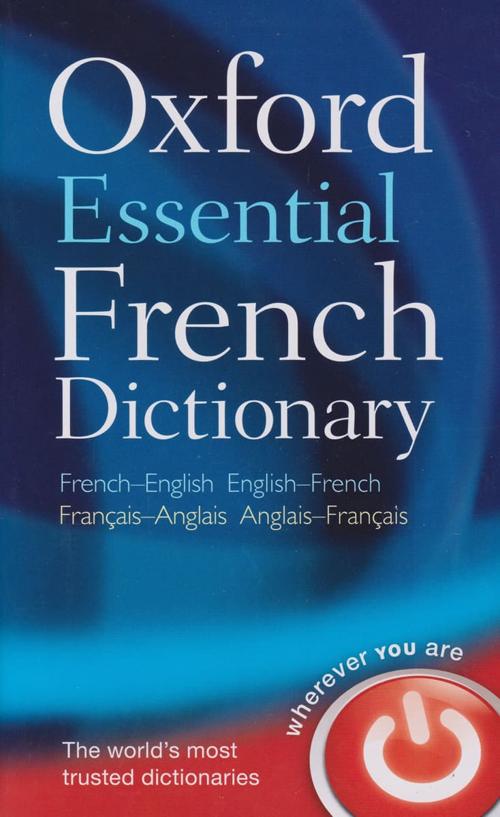 Oxford
Essential
French
Dictionary
French–English English–French
Français–Anglais Anglais–Français
wherever YOU are
The world's most
trusted dictionaries